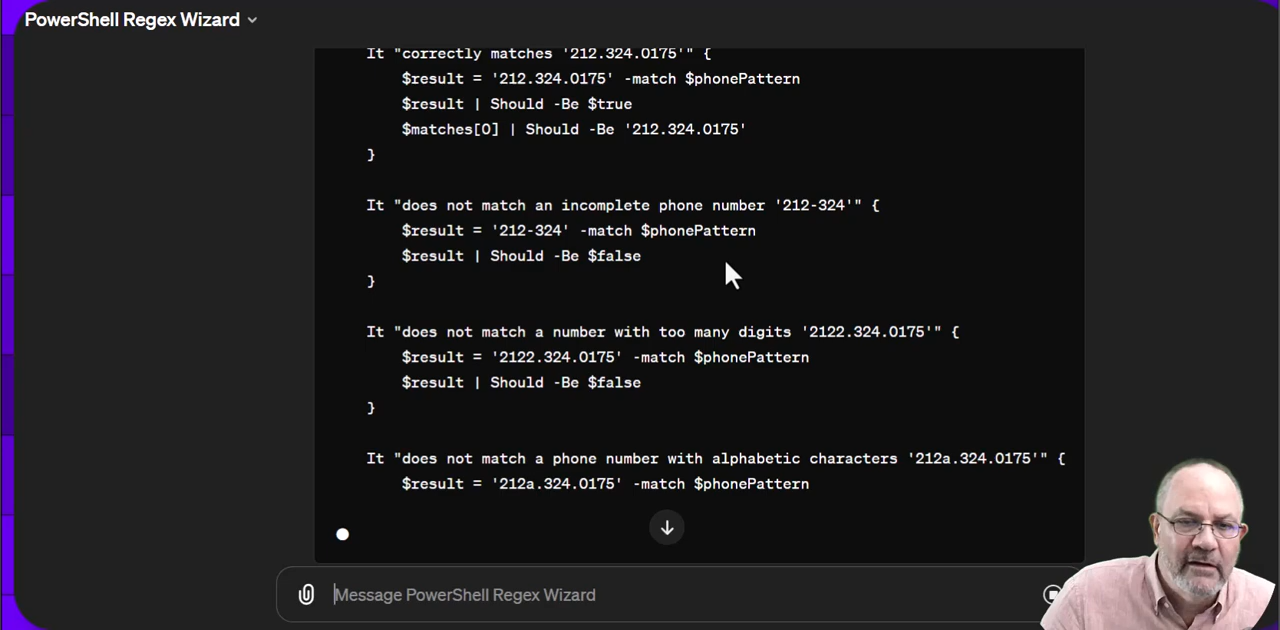 PowerShell Regex Wizard
It "correctly matches '212.324.0175'" {
$result = '212.324.0175' -match $phonePattern
$result | Should -Be $true
$matches[0] | Should -Be '212.324.0175'
}
It "does not match an incomplete phone number '212-324'" {
$result = '212-324' -match $phonePattern
$result | Should -Be $false
}
It "does not match a number with too many digits '2122.324.0175'" {
$result = '2122.324.0175' -match $phonePattern
$result | Should -Be $false
}
It "does not match a phone number with alphabetic characters '212a.324.0175'" {
$result = '212a.324.0175' -match $phonePattern
Message PowerShell Regex Wizard